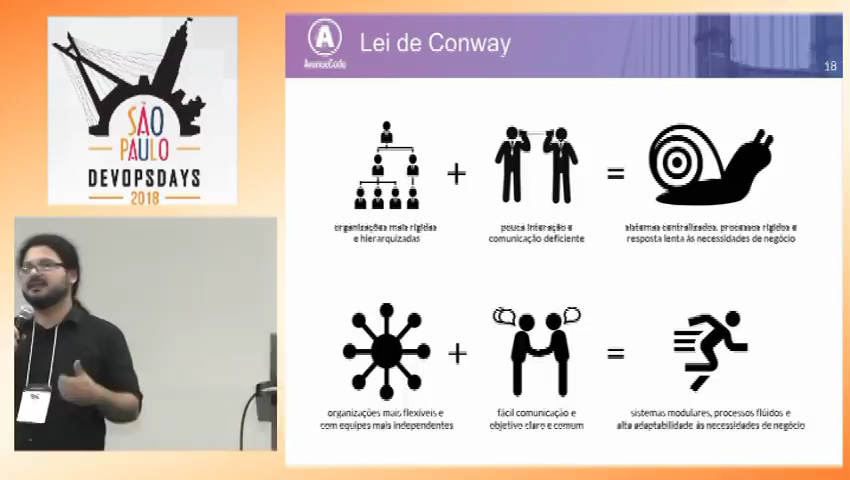 SÃO
PAULO
DEVOPSDAYS
2018
A
AvenueCode
Lei de Conway
18
organizações mais rígidas
e hierarquizadas
pouca interação e
comunicação deficiente
sistemas centralizados, processos rígidos e
resposta lenta às necessidades de negócio
organizações mais flexíveis e
com equipes mais independentes
fácil comunicação e
objetivo claro e comum
sistemas modulares, processos flúidos e
alta adaptabilidade às necessidades de negócio